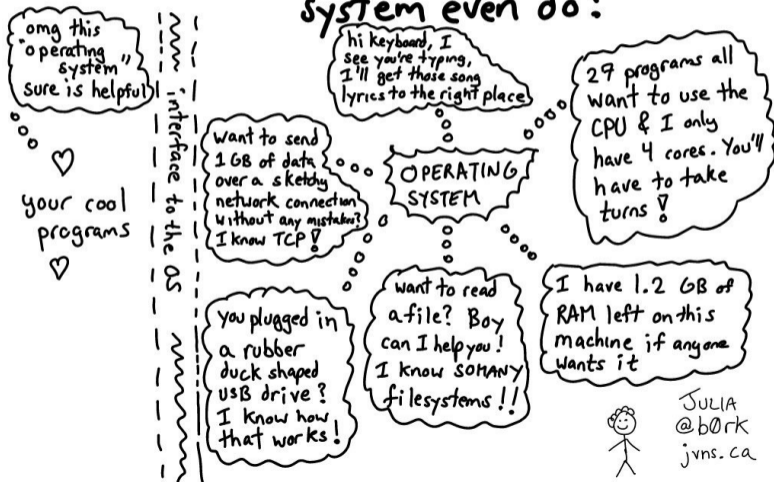 system even do?
omg this
"operating
system"
sure is helpful!
your cool
programs
interface to the OS
hi keyboard, I
see you're typing,
I'll get those song
lyrics to the right place
29 programs all
want to use the
CPU & I only
have 4 cores. You'll
have to take
turns!
want to send
1 GB of data
over a sketchy
network connection
without any mistakes?
I know TCP!
OPERATING
SYSTEM
you plugged in
a rubber
duck shaped
USB drive?
I know how
that works!
want to read
a file? Boy
can I help you!
I know SOMANY
filesystems!!
I have 1.2 GB of
RAM left on this
machine if anyone
wants it
JULIA
@b0rk
jvns.ca